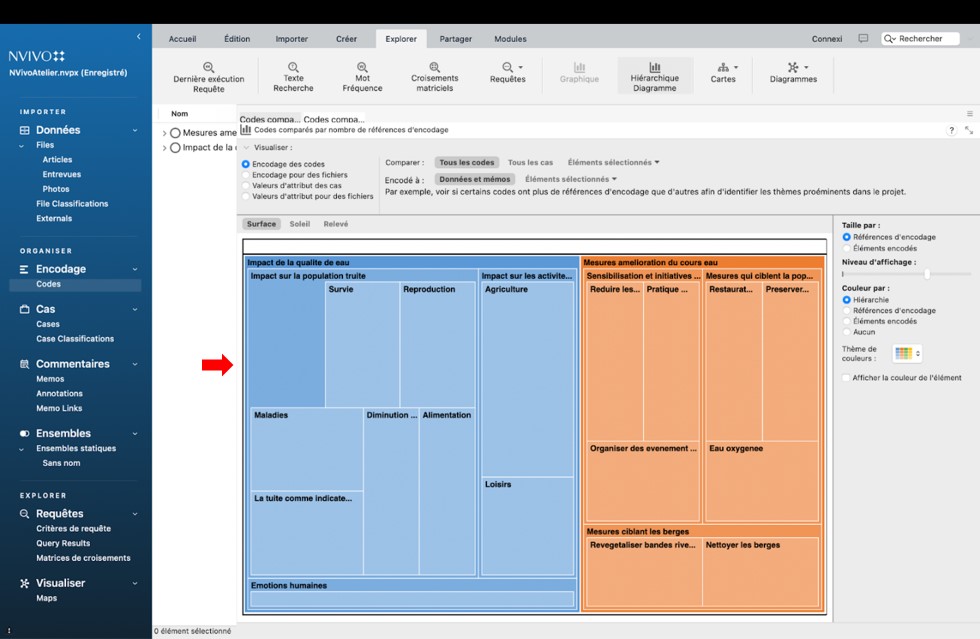 NVIVO
NVivoAtelier.nvpx (Enregistré)
IMPORTER
Données
Files
Articles
Entrevues
Photos
File Classifications
Externals
ORGANISER
Encodage
Codes
Cas
Cases
Case Classifications
Commentaires
Memos
Annotations
Memo Links
Ensembles
Ensembles statiques
Sans nom
EXPLORER
Requêtes
Critères de requête
Query Results
Matrices de croisements
Visualiser
Maps
Accueil Édition Importer Créer Explorer Partager Modules Connexi Rechercher
Dernière exécution
Requête
Texte
Recherche
Mot
Fréquence
Croisements
matriciels
Requêtes
Graphique
Hiérarchique
Diagramme
Cartes
Diagrammes
Nom
Mesures ame
Impact de la
Codes compa... Codes compa...
Codes comparés par nombre de références d'encodage ?
Visualiser :
Encodage des codes
Encodage pour des fichiers
Valeurs d'attribut des cas
Valeurs d'attribut pour des fichiers
Comparer : Tous les codes Tous les cas Éléments sélectionnés
Encodé à : Données et mémos Éléments sélectionnés
Par exemple, voir si certains codes ont plus de références d'encodage que d'autres afin d'identifier les thèmes proéminents dans le projet.
Surface Soleil Relevé
Impact de la qualite de eau
Impact sur la population truite
Survie
Reproduction
Maladies
Diminution ...
Alimentation
La tuite comme indicate...
Impact sur les activite...
Agriculture
Loisirs
Emotions humaines
Mesures amelioration du cours eau
Sensibilisation et initiatives ...
Reduire les...
Pratique ...
Organiser des evenement ...
Mesures qui ciblent la pop...
Restaurat...
Preserver...
Eau oxygenee
Mesures ciblant les berges
Revegetaliser bandes rive...
Nettoyer les berges
Taille par :
Références d'encodage
Éléments encodés
Niveau d'affichage :
Couleur par :
Hiérarchie
Références d'encodage
Éléments encodés
Aucun
Thème de
couleurs :
Afficher la couleur de l'élément
0 élément sélectionné